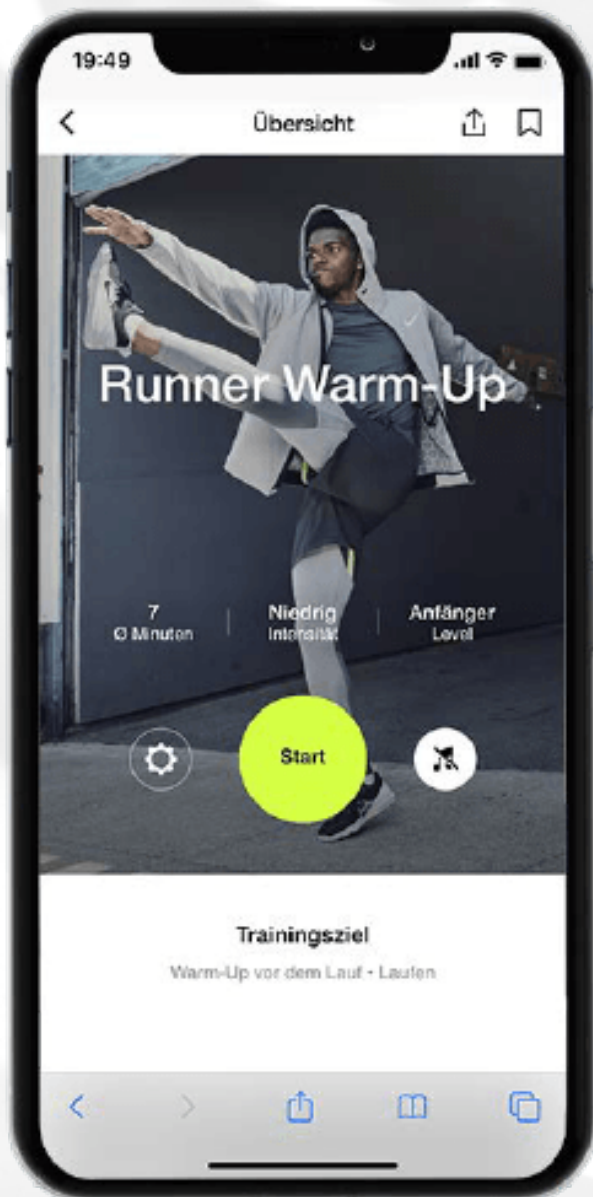 19:49
Übersicht
Runner Warm-Up
7
Ø Minuten
Niedrig
Intensität
Anfänger
Level
Start
Trainingsziel
Warm-Up vor dem Lauf • Laufen